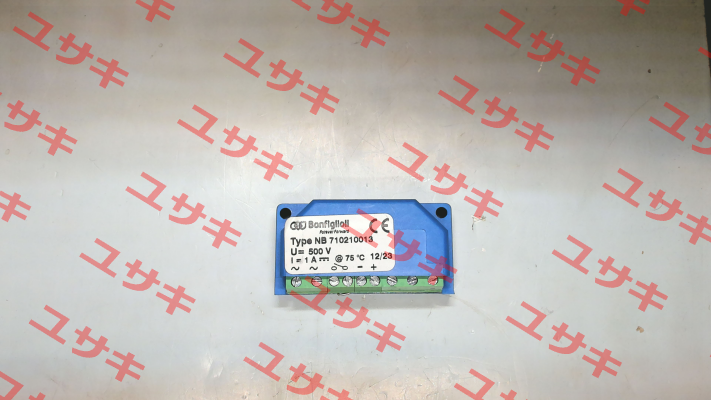 Bonfiglioli
Forever Forward
CE
Type NB 710210013
U= 500 V
I = 1 A @ 75 °C 12/23
~ ~ − +
ユサキ